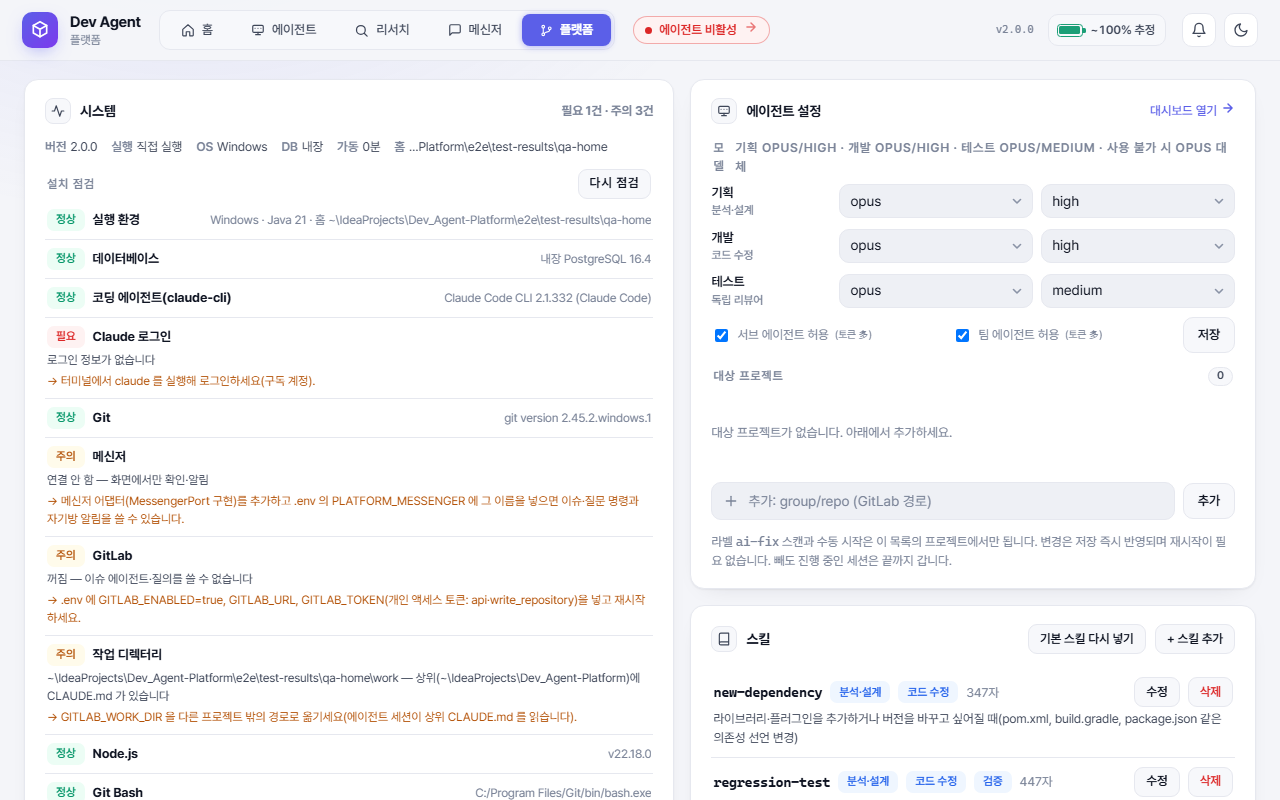 Dev Agent
플랫폼
홈
에이전트
리서치
메신저
플랫폼
에이전트 비활성 →
v2.0.0
~100% 추정
시스템
필요 1건 · 주의 3건
버전 2.0.0 실행 직접 실행 OS Windows DB 내장 가동 0분 홈 ...Platform\e2e\test-results\qa-home
설치 점검
다시 점검
정상 실행 환경 Windows · Java 21 · 홈 ~\IdeaProjects\Dev_Agent-Platform\e2e\test-results\qa-home
정상 데이터베이스 내장 PostgreSQL 16.4
정상 코딩 에이전트(claude-cli) Claude Code CLI 2.1.332 (Claude Code)
필요 Claude 로그인
로그인 정보가 없습니다
→ 터미널에서 claude 를 실행해 로그인하세요(구독 계정).
정상 Git git version 2.45.2.windows.1
주의 메신저
연결 안 함 — 화면에서만 확인·알림
→ 메신저 어댑터(MessengerPort 구현)를 추가하고 .env 의 PLATFORM_MESSENGER 에 그 이름을 넣으면 이슈·질문 명령과
자기방 알림을 쓸 수 있습니다.
주의 GitLab
꺼짐 — 이슈 에이전트·질의를 쓸 수 없습니다
→ .env 에 GITLAB_ENABLED=true, GITLAB_URL, GITLAB_TOKEN(개인 액세스 토큰: api·write_repository)을 넣고 재시작
하세요.
주의 작업 디렉터리
~\IdeaProjects\Dev_Agent-Platform\e2e\test-results\qa-home\work — 상위(~\IdeaProjects\Dev_Agent-Platform)에
CLAUDE.md 가 있습니다
→ GITLAB_WORK_DIR 을 다른 프로젝트 밖의 경로로 옮기세요(에이전트 세션이 상위 CLAUDE.md 를 읽습니다).
정상 Node.js v22.18.0
정상 Git Bash C:/Program Files/Git/bin/bash.exe
에이전트 설정
대시보드 열기 →
모델 기획 OPUS/HIGH · 개발 OPUS/HIGH · 테스트 OPUS/MEDIUM · 사용 불가 시 OPUS 대
체
기획
분석·설계
opus
high
개발
코드 수정
opus
high
테스트
독립 리뷰어
opus
medium
서브 에이전트 허용 (토큰 多)
팀 에이전트 허용 (토큰 多)
저장
대상 프로젝트
0
대상 프로젝트가 없습니다. 아래에서 추가하세요.
+ 추가: group/repo (GitLab 경로)
추가
라벨 ai-fix 스캔과 수동 시작은 이 목록의 프로젝트에서만 됩니다. 변경은 저장 즉시 반영되며 재시작이 필
요 없습니다. 빼도 진행 중인 세션은 끝까지 갑니다.
스킬
기본 스킬 다시 넣기
+ 스킬 추가
new-dependency 분석·설계 코드 수정 347자 수정 삭제
라이브러리·플러그인을 추가하거나 버전을 바꾸고 싶어질 때(pom.xml, build.gradle, package.json 같은
의존성 선언 변경)
regression-test 분석·설계 코드 수정 검증 447자 수정 삭제